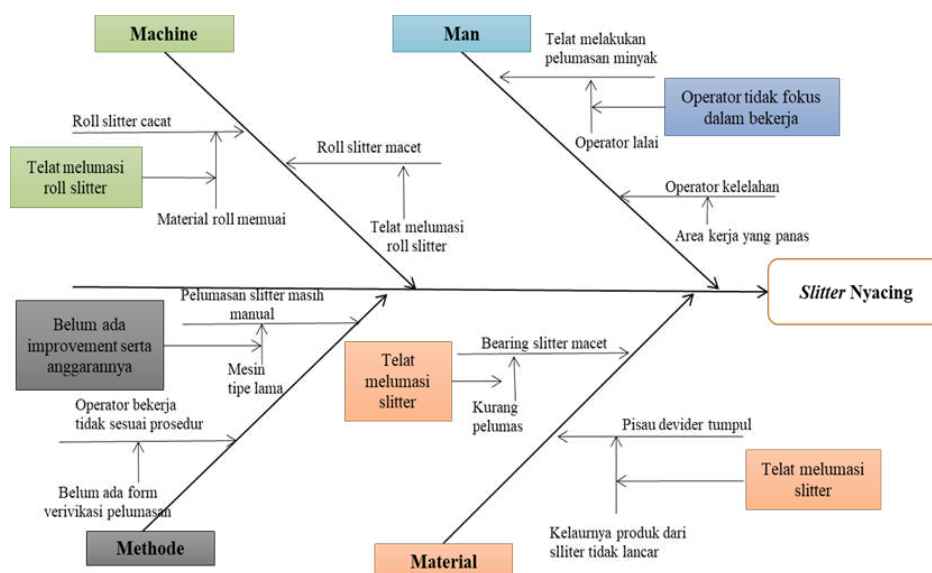 Machine
Man
Telat melakukan
pelumasan minyak
Operator tidak fokus
dalam bekerja
Operator lalai
Roll slitter cacat
Roll slitter macet
Telat melumasi
roll slitter
Material roll memuai
Telat melumasi
roll slitter
Operator kelelahan
Area kerja yang panas
Slitter Nyacing
Pelumasan slitter masih
manual
Belum ada
improvement serta
anggarannya
Mesin
tipe lama
Operator bekerja
tidak sesuai prosedur
Belum ada form
verivikasi pelumasan
Methode
Bearing slitter macet
Telat
melumasi
slitter
Kurang
pelumas
Pisau devider tumpul
Telat melumasi
slitter
Kelaurnya produk dari
slliter tidak lancar
Material